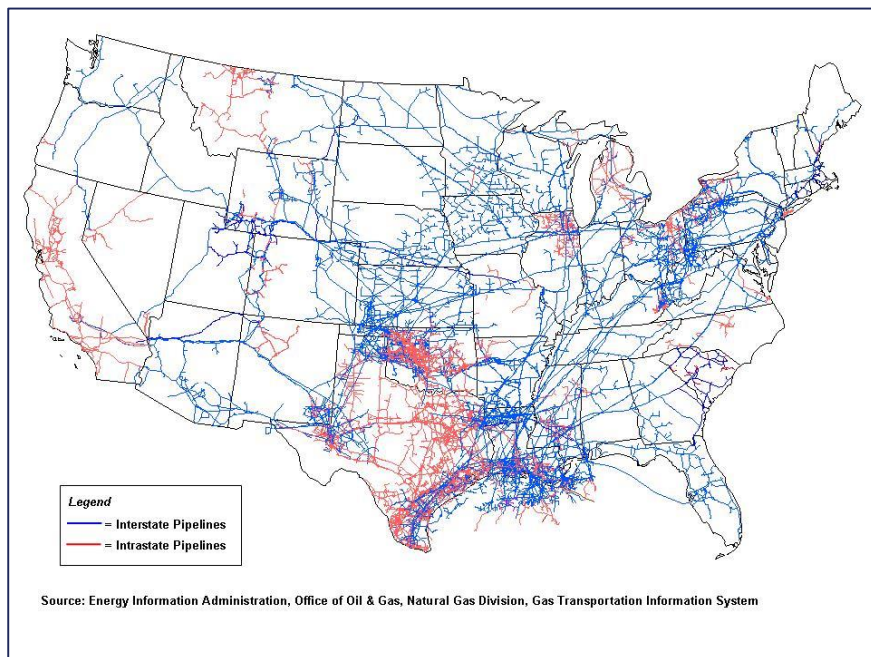 Legend
= Interstate Pipelines
= Intrastate Pipelines
Source: Energy Information Administration, Office of Oil & Gas, Natural Gas Division, Gas Transportation Information System